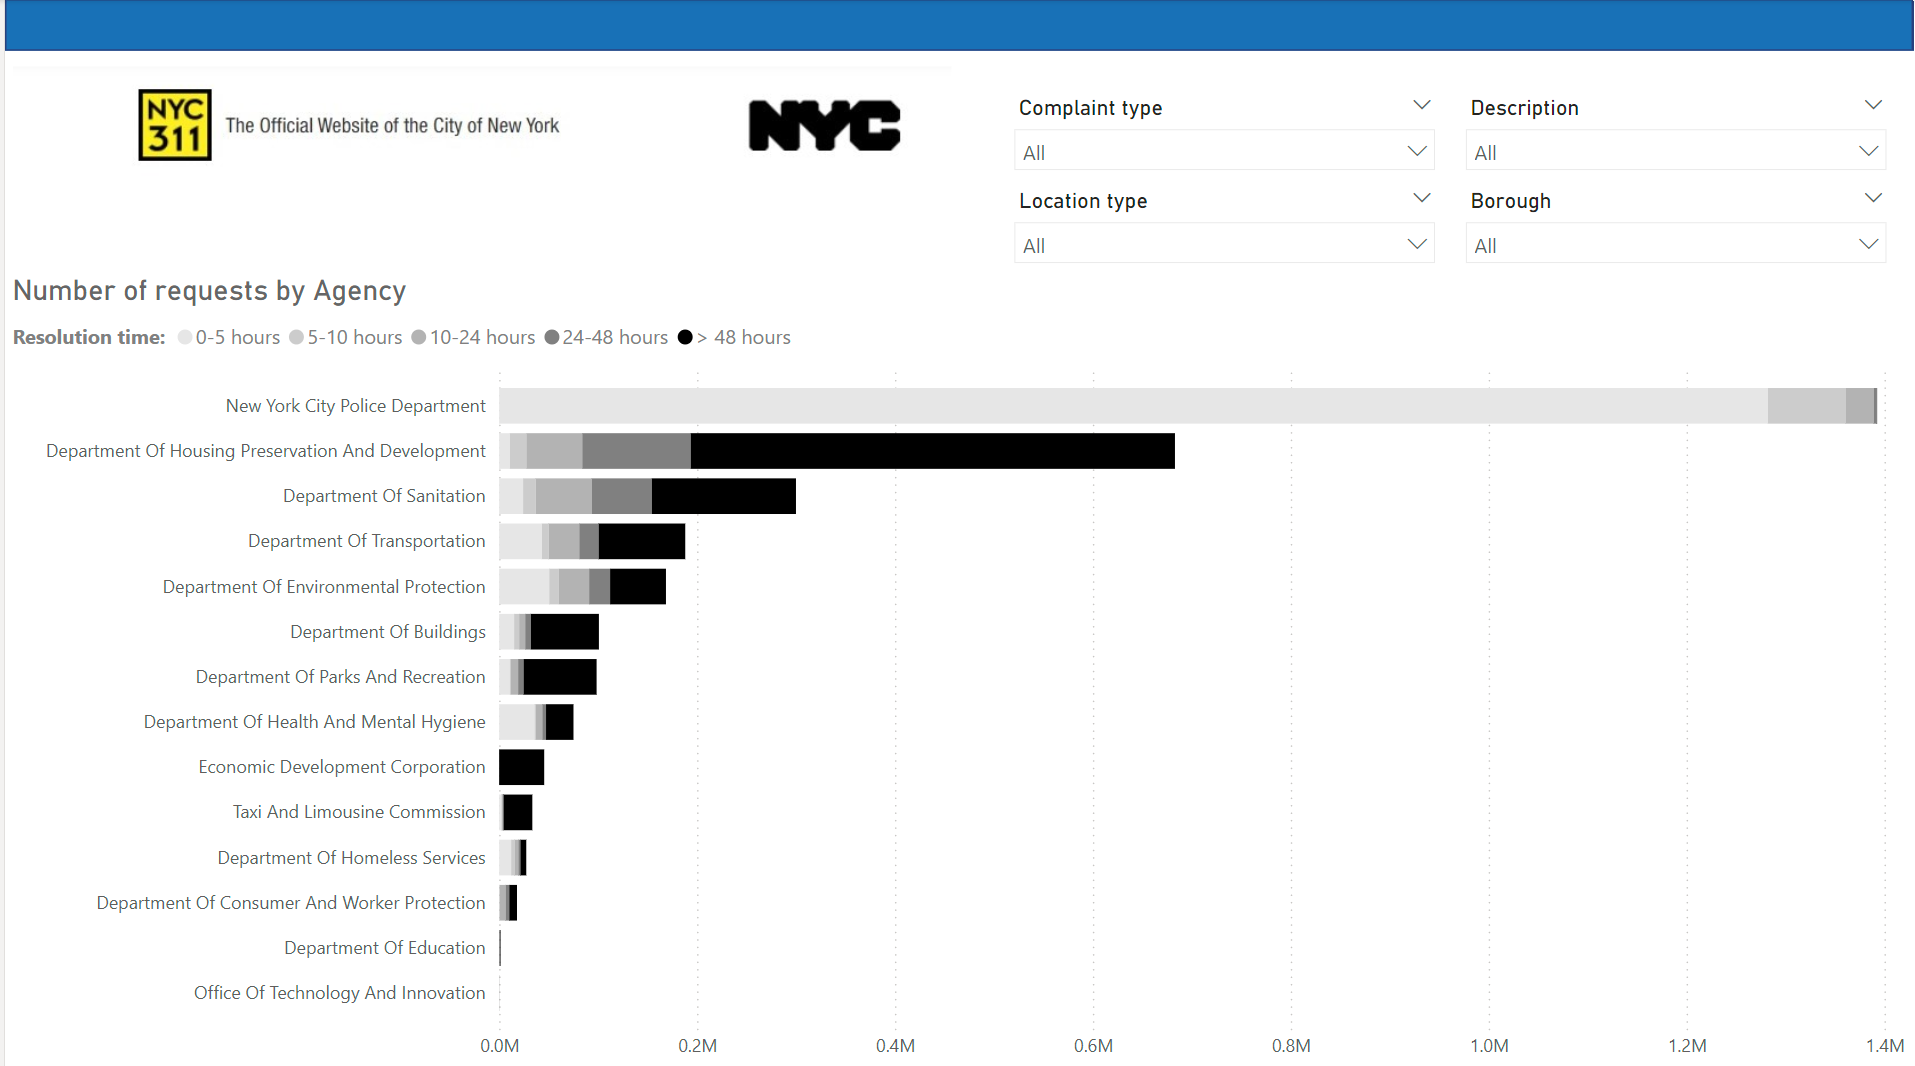 NYC
311
The Official Website of the City of New York
NYC
Complaint type
All
Description
All
Location type
All
Borough
All
Number of requests by Agency
Resolution time: 0-5 hours 5-10 hours 10-24 hours 24-48 hours > 48 hours
New York City Police Department
Department Of Housing Preservation And Development
Department Of Sanitation
Department Of Transportation
Department Of Environmental Protection
Department Of Buildings
Department Of Parks And Recreation
Department Of Health And Mental Hygiene
Economic Development Corporation
Taxi And Limousine Commission
Department Of Homeless Services
Department Of Consumer And Worker Protection
Department Of Education
Office Of Technology And Innovation
0.0M 0.2M 0.4M 0.6M 0.8M 1.0M 1.2M 1.4M